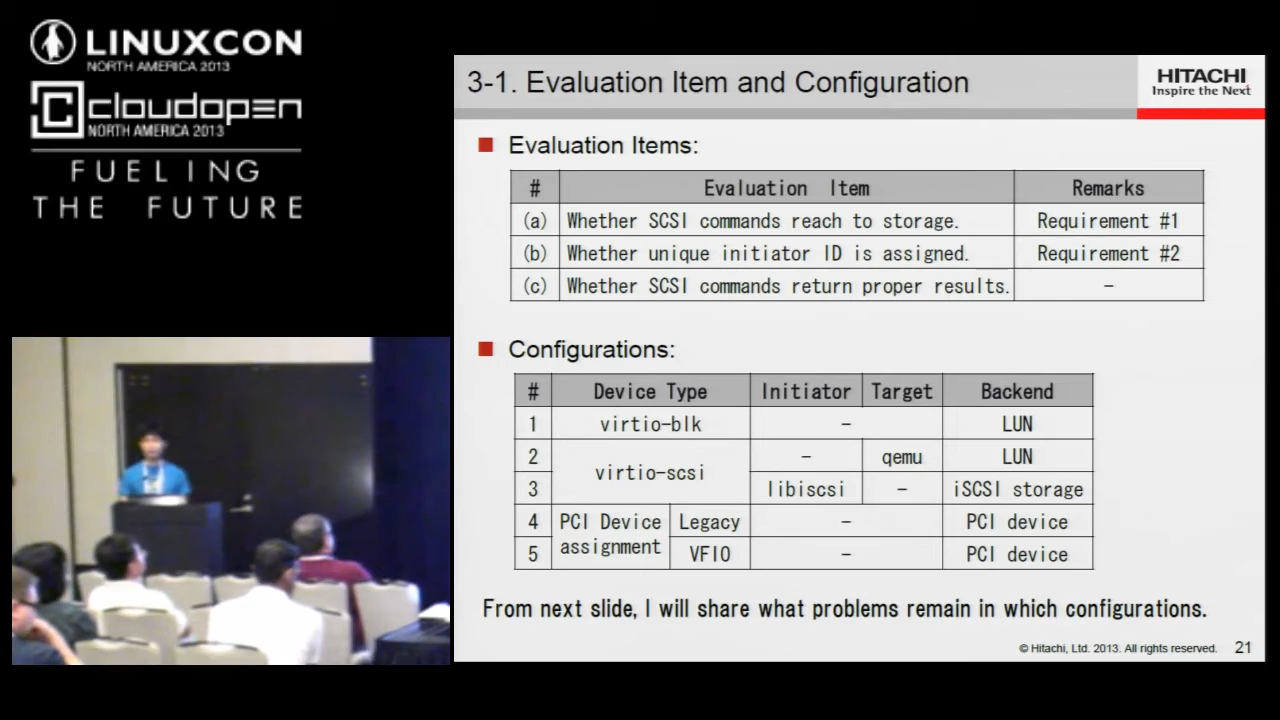 LINUXCON
NORTH AMERICA 2013
cloudopen
NORTH AMERICA 2013
FUELING
THE FUTURE
3-1. Evaluation Item and Configuration
HITACHI
Inspire the Next
Evaluation Items:
# Evaluation Item Remarks
(a) Whether SCSI commands reach to storage. Requirement #1
(b) Whether unique initiator ID is assigned. Requirement #2
(c) Whether SCSI commands return proper results. –
Configurations:
# Device Type Initiator Target Backend
1 virtio-blk – LUN
2 virtio-scsi – qemu LUN
3 libiscsi – iSCSI storage
4 PCI Device assignment Legacy – PCI device
5 VFIO – PCI device
From next slide, I will share what problems remain in which configurations.
© Hitachi, Ltd. 2013. All rights reserved. 21